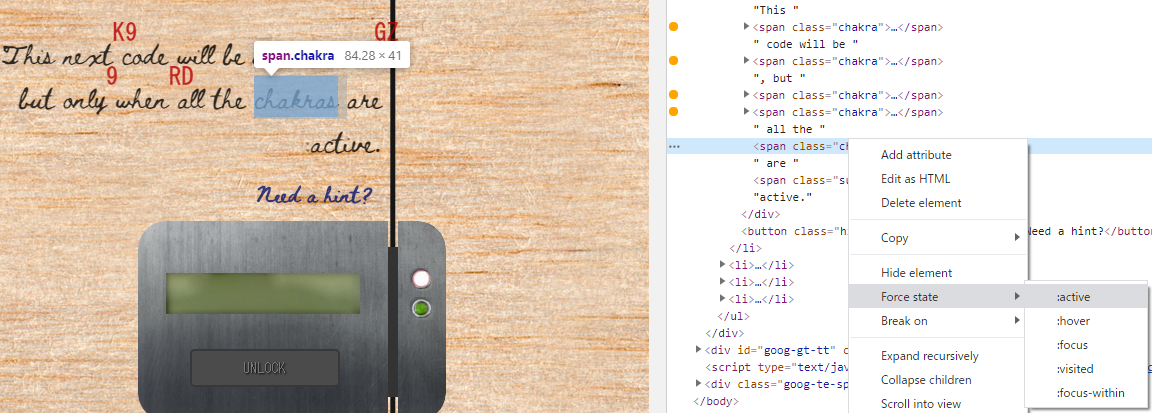 K9
GZ
This next code will be
span.chakra 84.28 × 41
9 RD
but only when all the chakras are
:active.
Need a hint?
UNLOCK
"This "
▶<span class="chakra">…</span>
" code will be "
▶<span class="chakra">…</span>
", but "
▶<span class="chakra">…</span>
▶<span class="chakra">…</span>
" all the "
<span class="ch
" are "
<span class="su
"active."
</div>
<button class="hi
Need a hint?</button
</li>
▶<li>…</li>
▶<li>…</li>
▶<li>…</li>
</ul>
</div>
▶<div id="goog-gt-tt" c
<script type="text/jav
▶<div class="goog-te-sp
</body>
Add attribute
Edit as HTML
Delete element
Copy
Hide element
Force state
Break on
Expand recursively
Collapse children
Scroll into view
:active
:hover
:focus
:visited
:focus-within